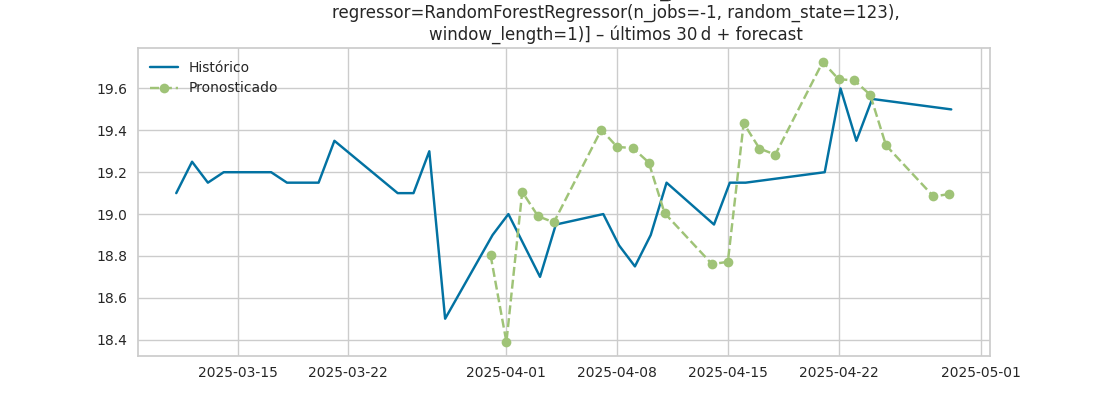 regressor=RandomForestRegressor(n_jobs=-1, random_state=123),
window_length=1)] – últimos 30 d + forecast
Histórico
Pronosticado
19.6
19.4
19.2
19.0
18.8
18.6
18.4
2025-03-15 2025-03-22 2025-04-01 2025-04-08 2025-04-15 2025-04-22 2025-05-01